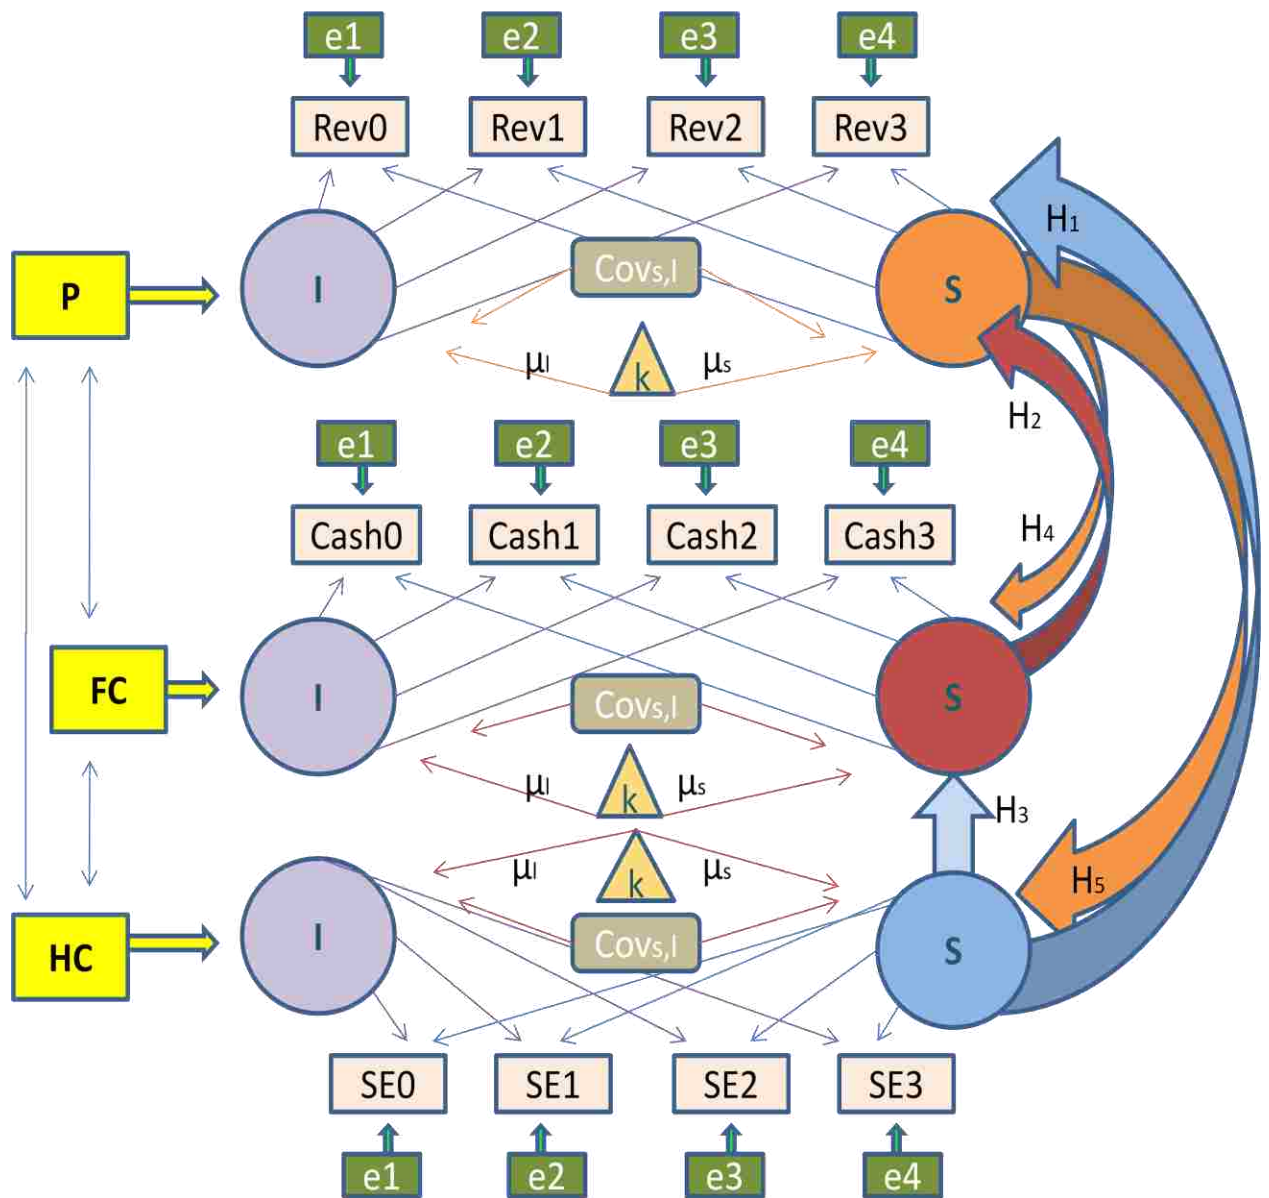 e1 e2 e3 e4
Rev0 Rev1 Rev2 Rev3
H1
P I Covs,I S
μI k μs
H2
e1 e2 e3 e4
H4
Cash0 Cash1 Cash2 Cash3
FC I Covs,I S
μI k μs
H3
μI k μs
H5
HC I Covs,I S
SE0 SE1 SE2 SE3
e1 e2 e3 e4